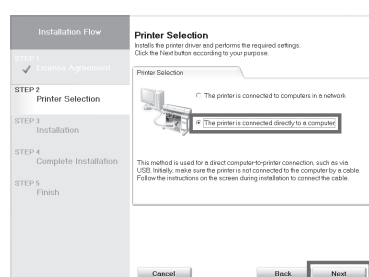 Installation Flow
STEP 1
License Agreement
STEP 2
Printer Selection
STEP 3
Installation
STEP 4
Complete Installation
STEP 5
Finish
Printer Selection
Installs the printer driver and performs the required settings.
Click the Next button according to your purpose.
Printer Selection
The printer is connected to computers in a network
The printer is connected directly to a computer
This method is used for a direct computer-to-printer connection, such as via
USB. Initially, make sure the printer is not connected to the computer by a cable.
Follow the instructions on the screen during installation to connect the cable.
Cancel
Back
Next